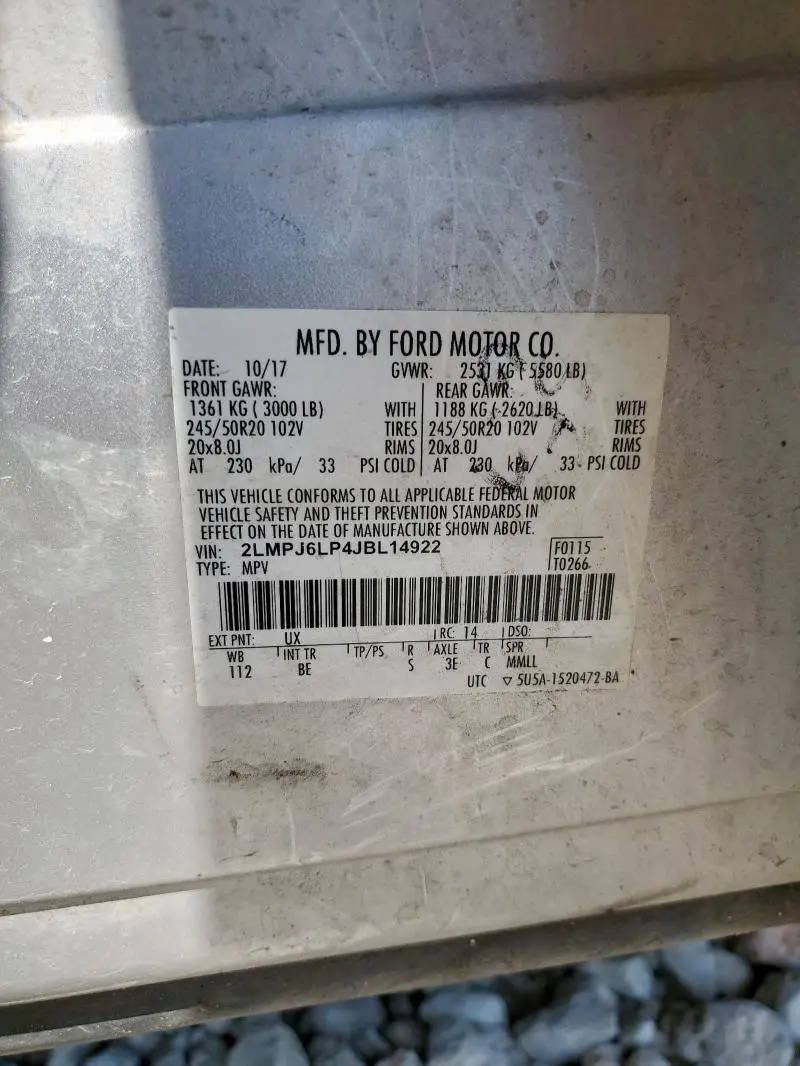 MFD. BY FORD MOTOR CO.
DATE: 10/17 GVWR: 2531 KG ( 5580 LB)
FRONT GAWR: REAR GAWR:
1361 KG ( 3000 LB) WITH 1188 KG ( 2620 LB) WITH
245/50R20 102V TIRES 245/50R20 102V TIRES
20x8.0J RIMS 20x8.0J RIMS
AT 230 kPa/ 33 PSI COLD AT 230 kPa/ 33 PSI COLD
THIS VEHICLE CONFORMS TO ALL APPLICABLE FEDERAL MOTOR
VEHICLE SAFETY AND THEFT PREVENTION STANDARDS IN
EFFECT ON THE DATE OF MANUFACTURE SHOWN ABOVE.
VIN: 2LMPJ6LP4JBL14922 F0115
TYPE: MPV T0266
EXT PNT: UX RC: 14 DSO:
WB INT TR TP/PS R AXLE TR SPR
112 BE S 3E C MMLL
UTC ▽ 5U5A-1520472-BA